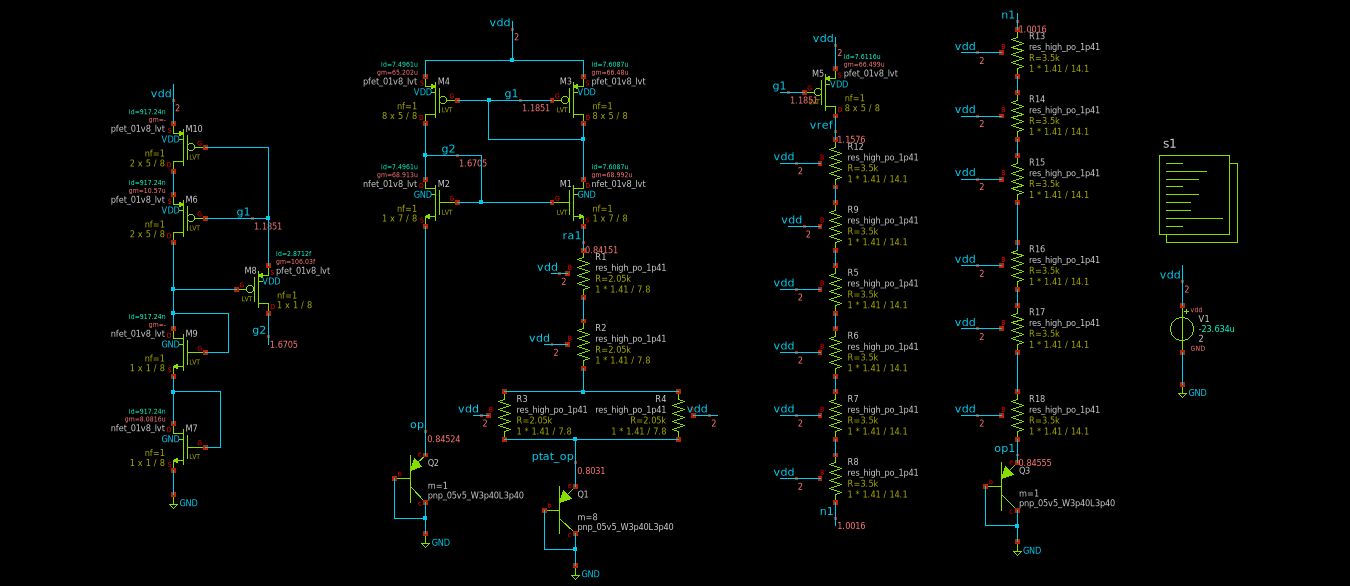 vdd
2
id=917.24n
gm=-
pfet_01v8_lvt
M10
VDD
LVT
nf=1
2 x 5 / 8
id=917.24n
gm=10.57u
pfet_01v8_lvt
M6
VDD
LVT
nf=1
2 x 5 / 8
g1
1.1851
id=2.8712f
gm=106.03f
pfet_01v8_lvt
M8
VDD
LVT
nf=1
1 x 1 / 8
g2
1.6705
id=917.24n
gm=-
nfet_01v8_lvt
M9
GND
LVT
nf=1
1 x 1 / 8
id=917.24n
gm=8.0816u
nfet_01v8_lvt
M7
GND
LVT
nf=1
1 x 1 / 8
GND
vdd
2
id=7.4961u
gm=65.202u
pfet_01v8_lvt
M4
VDD
LVT
nf=1
8 x 5 / 8
g1
1.1851
id=7.6087u
gm=66.48u
pfet_01v8_lvt
M3
VDD
LVT
nf=1
8 x 5 / 8
g2
1.6705
id=7.4961u
gm=68.913u
nfet_01v8_lvt
M2
GND
LVT
nf=1
1 x 7 / 8
id=7.6087u
gm=68.992u
nfet_01v8_lvt
M1
GND
LVT
nf=1
1 x 7 / 8
ra1
0.84151
vdd
2
R1
res_high_po_1p41
R=2.05k
1 * 1.41 / 7.8
vdd
2
R2
res_high_po_1p41
R=2.05k
1 * 1.41 / 7.8
vdd
2
R3
res_high_po_1p41
R=2.05k
1 * 1.41 / 7.8
R4
res_high_po_1p41
R=2.05k
1 * 1.41 / 7.8
vdd
2
op
0.84524
Q2
m=1
pnp_05v5_W3p40L3p40
GND
ptat_op
0.8031
Q1
m=8
pnp_05v5_W3p40L3p40
GND
vdd
2
id=7.6116u
gm=66.499u
pfet_01v8_lvt
M5
VDD
LVT
nf=1
8 x 5 / 8
g1
1.1851
vref
1.1576
vdd
2
R12
res_high_po_1p41
R=3.5k
1 * 1.41 / 14.1
vdd
2
R9
res_high_po_1p41
R=3.5k
1 * 1.41 / 14.1
vdd
2
R5
res_high_po_1p41
R=3.5k
1 * 1.41 / 14.1
vdd
2
R6
res_high_po_1p41
R=3.5k
1 * 1.41 / 14.1
vdd
2
R7
res_high_po_1p41
R=3.5k
1 * 1.41 / 14.1
vdd
2
R8
res_high_po_1p41
R=3.5k
1 * 1.41 / 14.1
n1
1.0016
n1
1.0016
vdd
2
R13
res_high_po_1p41
R=3.5k
1 * 1.41 / 14.1
vdd
2
R14
res_high_po_1p41
R=3.5k
1 * 1.41 / 14.1
vdd
2
R15
res_high_po_1p41
R=3.5k
1 * 1.41 / 14.1
vdd
2
R16
res_high_po_1p41
R=3.5k
1 * 1.41 / 14.1
vdd
2
R17
res_high_po_1p41
R=3.5k
1 * 1.41 / 14.1
vdd
2
R18
res_high_po_1p41
R=3.5k
1 * 1.41 / 14.1
op1
0.84555
Q3
m=1
pnp_05v5_W3p40L3p40
GND
s1
vdd
2
vdd
V1
-23.634u
2
GND
GND